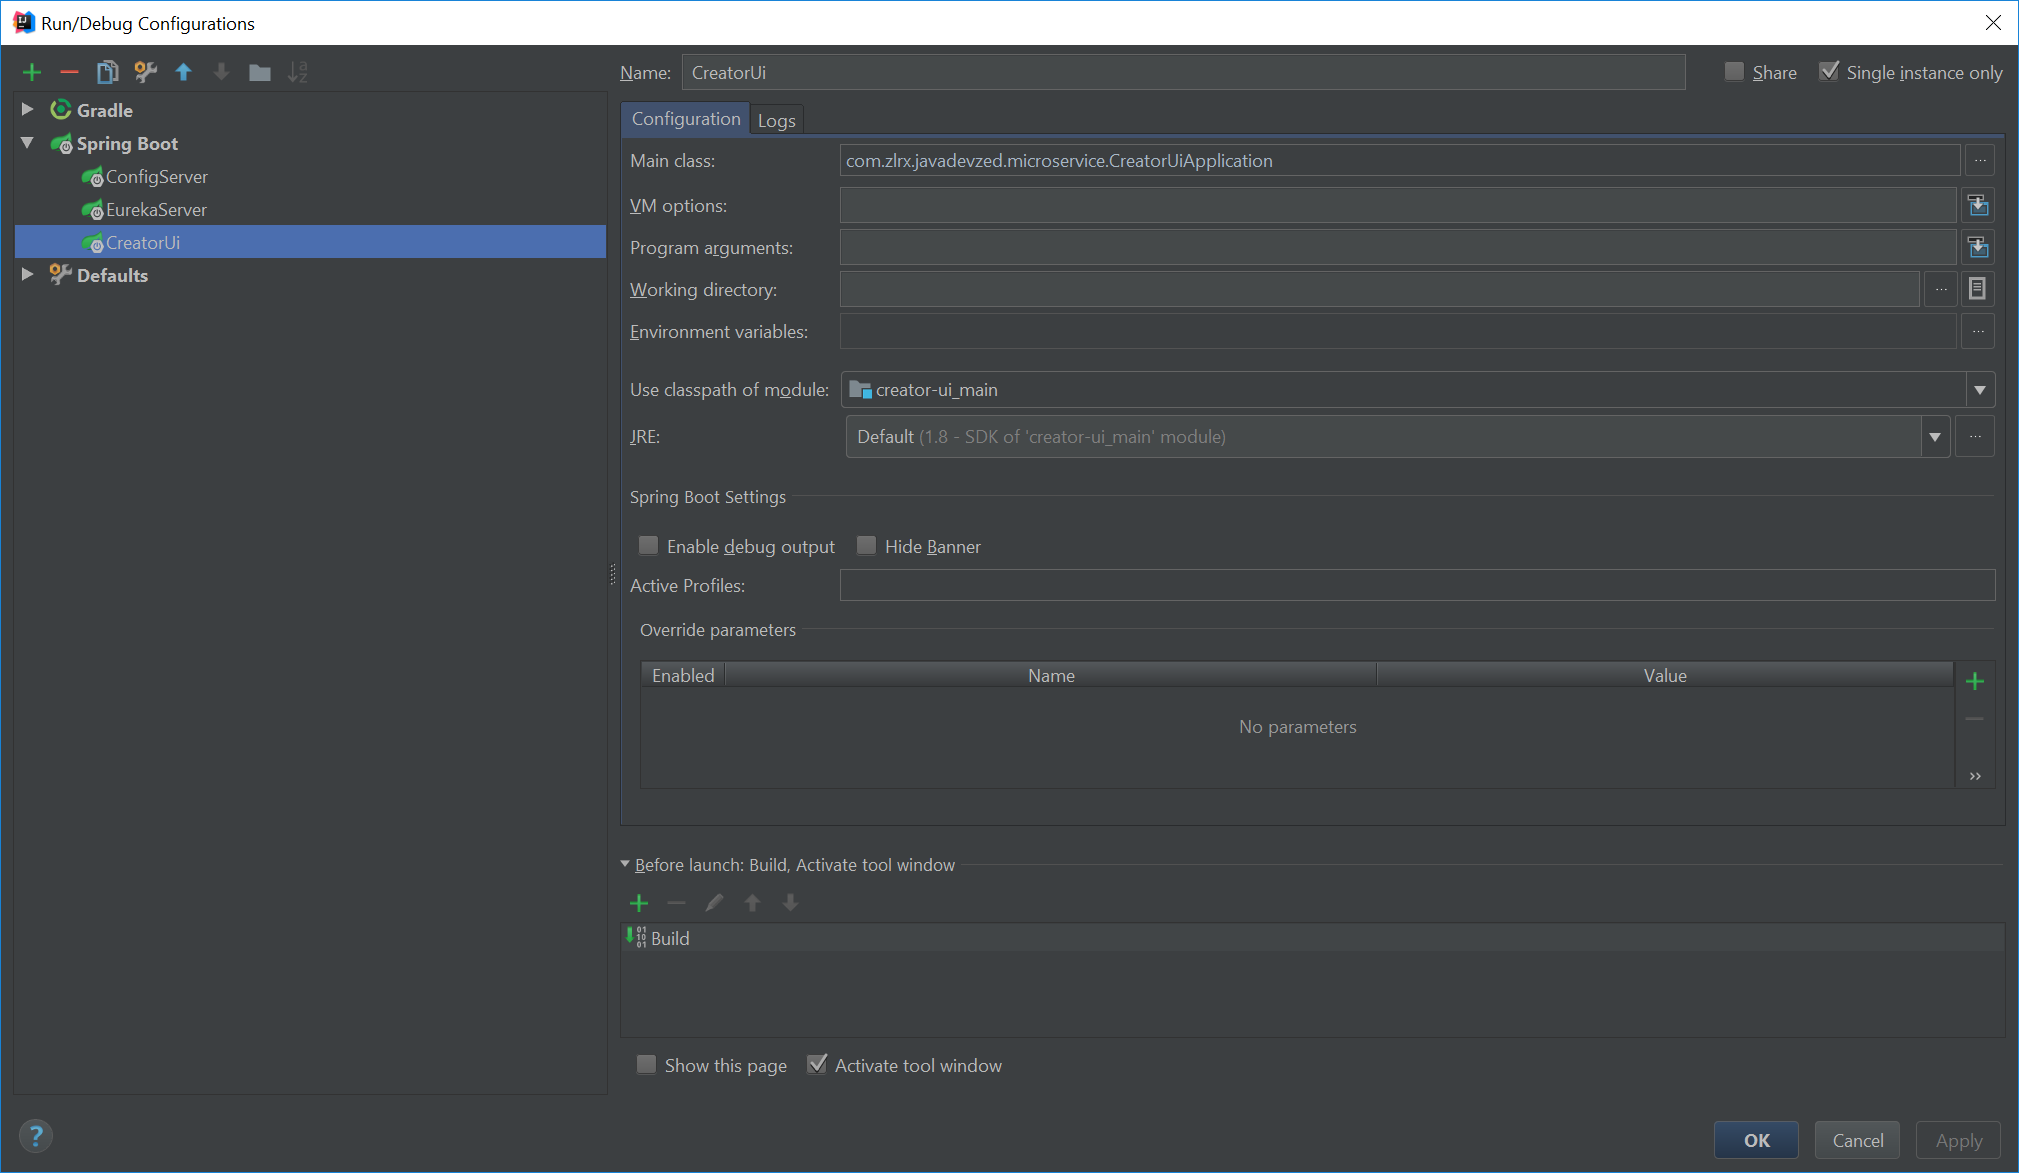 Run/Debug Configurations
Name: CreatorUi Share Single instance only
Gradle
Spring Boot
ConfigServer
EurekaServer
CreatorUi
Defaults
Configuration Logs
Main class: com.zlrx.javadevzed.microservice.CreatorUiApplication ...
VM options:
Program arguments:
Working directory: ...
Environment variables: ...
Use classpath of module: creator-ui_main
JRE: Default (1.8 - SDK of 'creator-ui_main' module) ...
Spring Boot Settings
Enable debug output Hide Banner
Active Profiles:
Override parameters
Enabled Name Value
No parameters
Before launch: Build, Activate tool window
Build
Show this page Activate tool window
? OK Cancel Apply